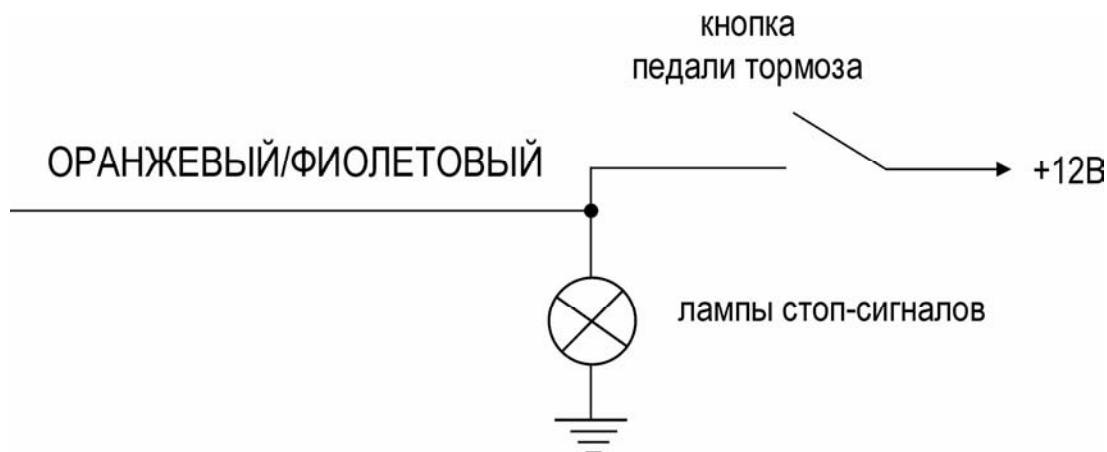 кнопка
педали тормоза
ОРАНЖЕВЫЙ/ФИОЛЕТОВЫЙ
+12В
лампы стоп-сигналов